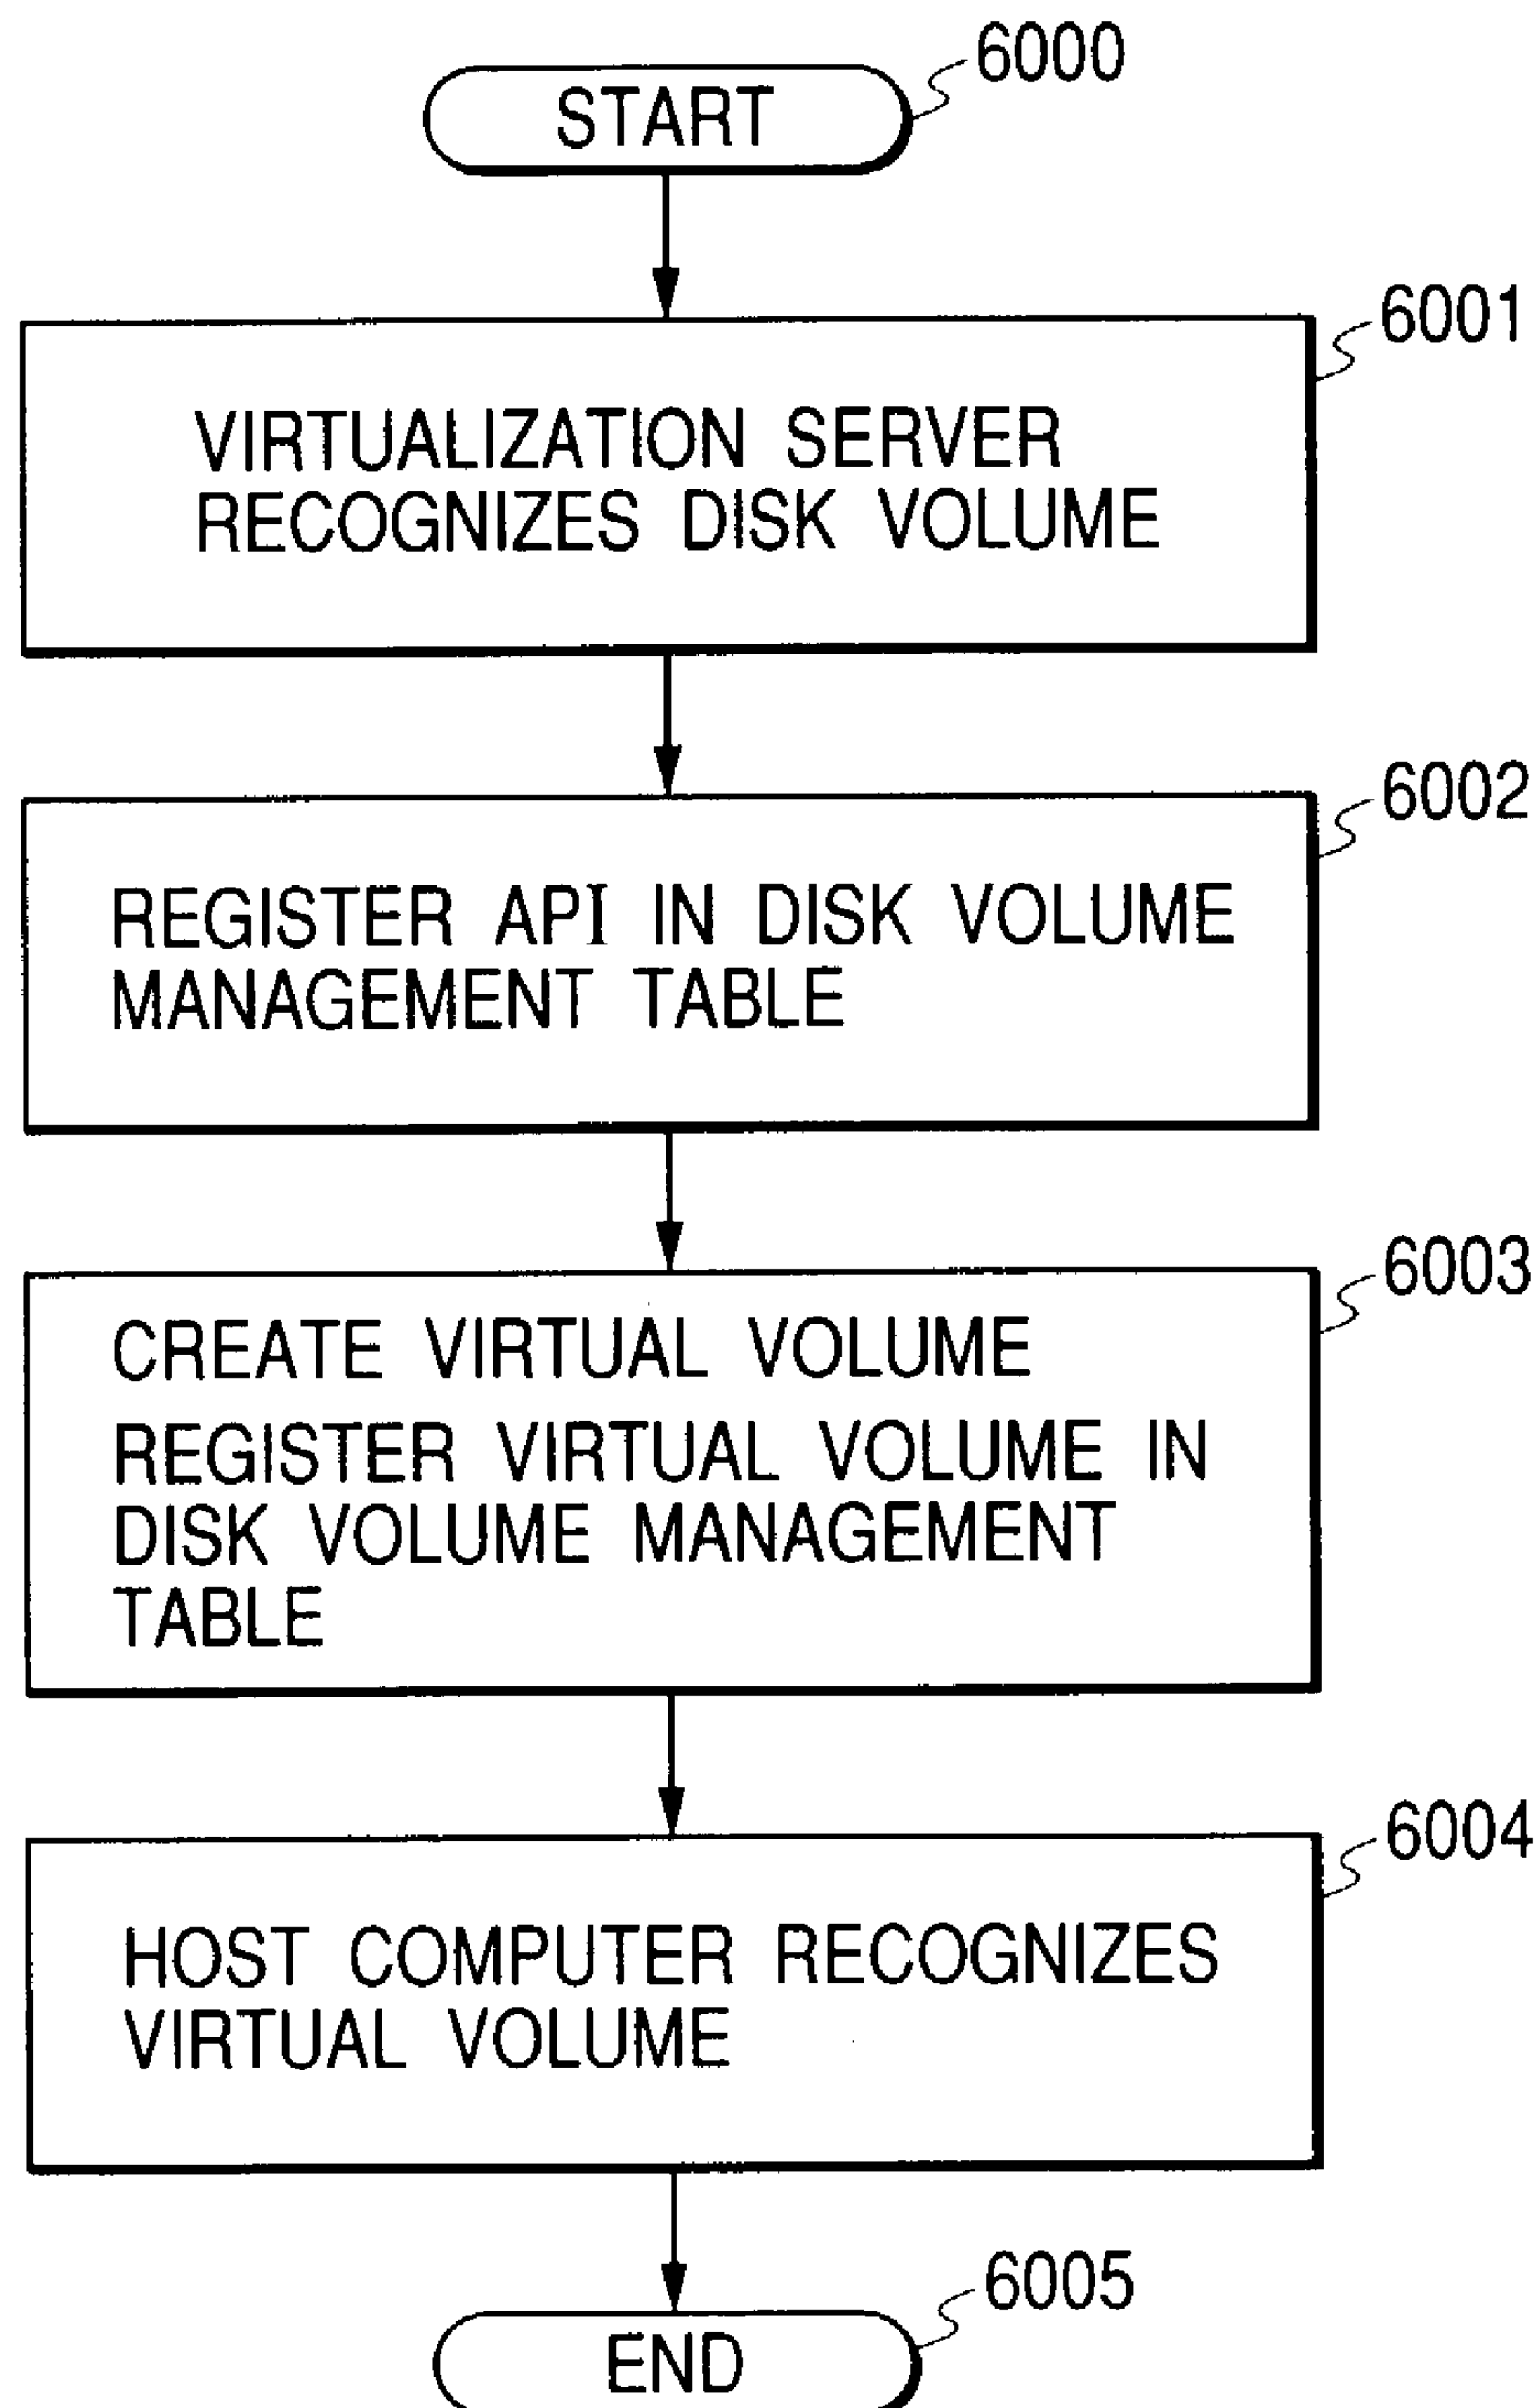 START
6000
6001
VIRTUALIZATION SERVER
RECOGNIZES DISK VOLUME
6002
REGISTER API IN DISK VOLUME
MANAGEMENT TABLE
6003
CREATE VIRTUAL VOLUME
REGISTER VIRTUAL VOLUME IN
DISK VOLUME MANAGEMENT
TABLE
6004
HOST COMPUTER RECOGNIZES
VIRTUAL VOLUME
6005
END